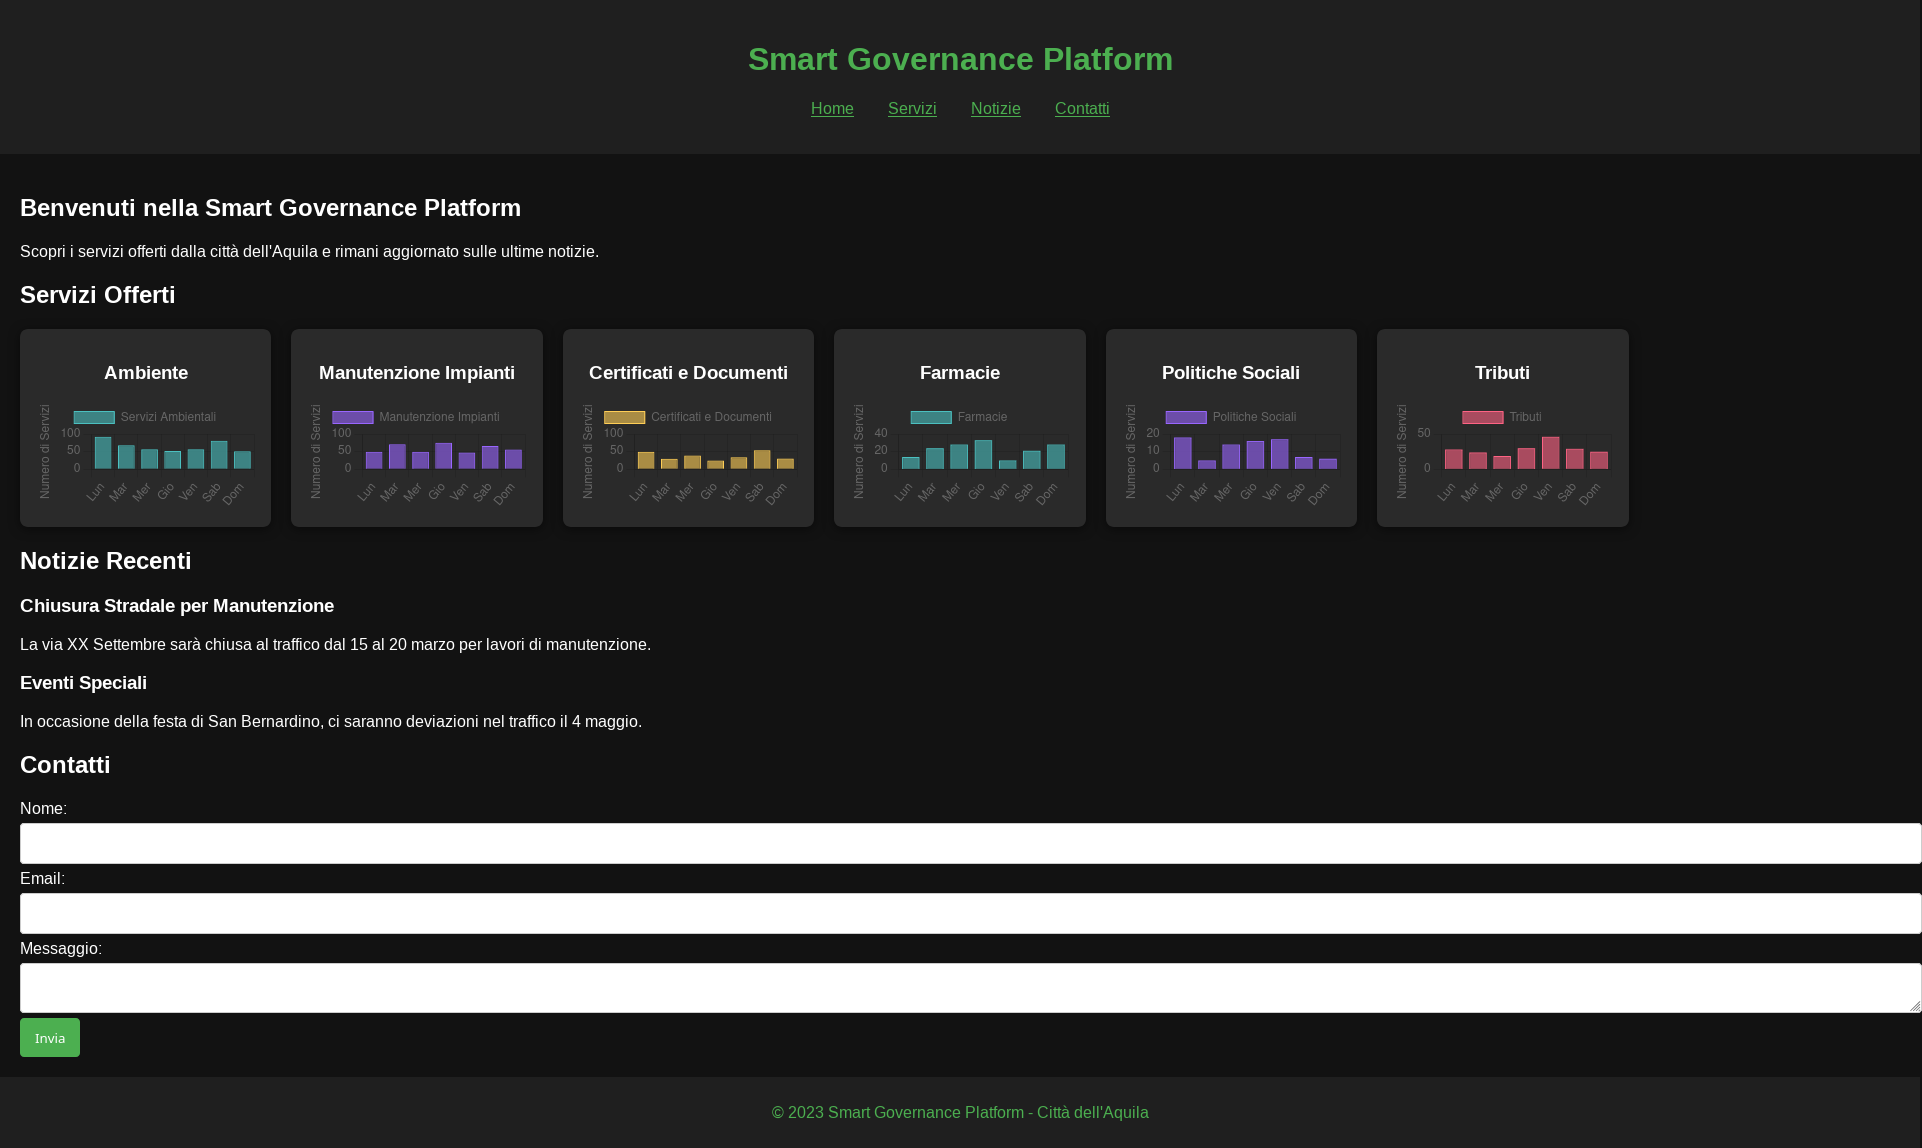 Smart Governance Platform
Home Servizi Notizie Contatti
Benvenuti nella Smart Governance Platform
Scopri i servizi offerti dalla città dell'Aquila e rimani aggiornato sulle ultime notizie.
Servizi Offerti
Ambiente
Servizi Ambientali
Numero di Servizi
100
50
0
Lun Mar Mer Gio Ven Sab Dom
Manutenzione Impianti
Manutenzione Impianti
Numero di Servizi
100
50
0
Lun Mar Mer Gio Ven Sab Dom
Certificati e Documenti
Certificati e Documenti
Numero di Servizi
100
50
0
Lun Mar Mer Gio Ven Sab Dom
Farmacie
Farmacie
Numero di Servizi
40
20
0
Lun Mar Mer Gio Ven Sab Dom
Politiche Sociali
Politiche Sociali
Numero di Servizi
20
10
0
Lun Mar Mer Gio Ven Sab Dom
Tributi
Tributi
Numero di Servizi
50
0
Lun Mar Mer Gio Ven Sab Dom
Notizie Recenti
Chiusura Stradale per Manutenzione
La via XX Settembre sarà chiusa al traffico dal 15 al 20 marzo per lavori di manutenzione.
Eventi Speciali
In occasione della festa di San Bernardino, ci saranno deviazioni nel traffico il 4 maggio.
Contatti
Nome:
Email:
Messaggio:
Invia
© 2023 Smart Governance Platform - Città dell'Aquila